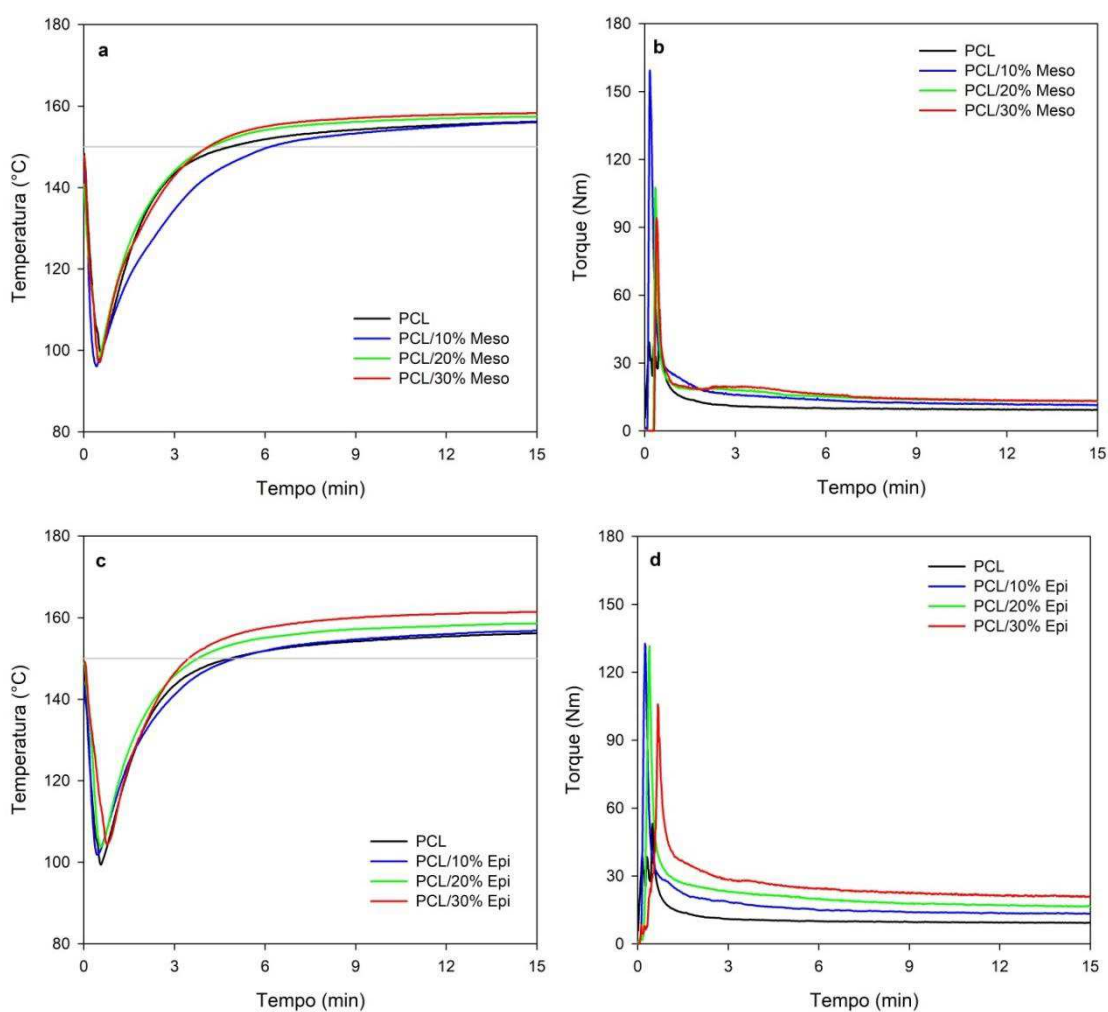 a
180
160
140
120
100
80
Temperatura (°C)
PCL
PCL/10% Meso
PCL/20% Meso
PCL/30% Meso
0 3 6 9 12 15
Tempo (min)
b
180
150
120
90
60
30
0
Torque (Nm)
PCL
PCL/10% Meso
PCL/20% Meso
PCL/30% Meso
0 3 6 9 12 15
Tempo (min)
c
180
160
140
120
100
80
Temperatura (°C)
PCL
PCL/10% Epi
PCL/20% Epi
PCL/30% Epi
0 3 6 9 12 15
Tempo (min)
d
180
150
120
90
60
30
0
Torque (Nm)
PCL
PCL/10% Epi
PCL/20% Epi
PCL/30% Epi
0 3 6 9 12 15
Tempo (min)